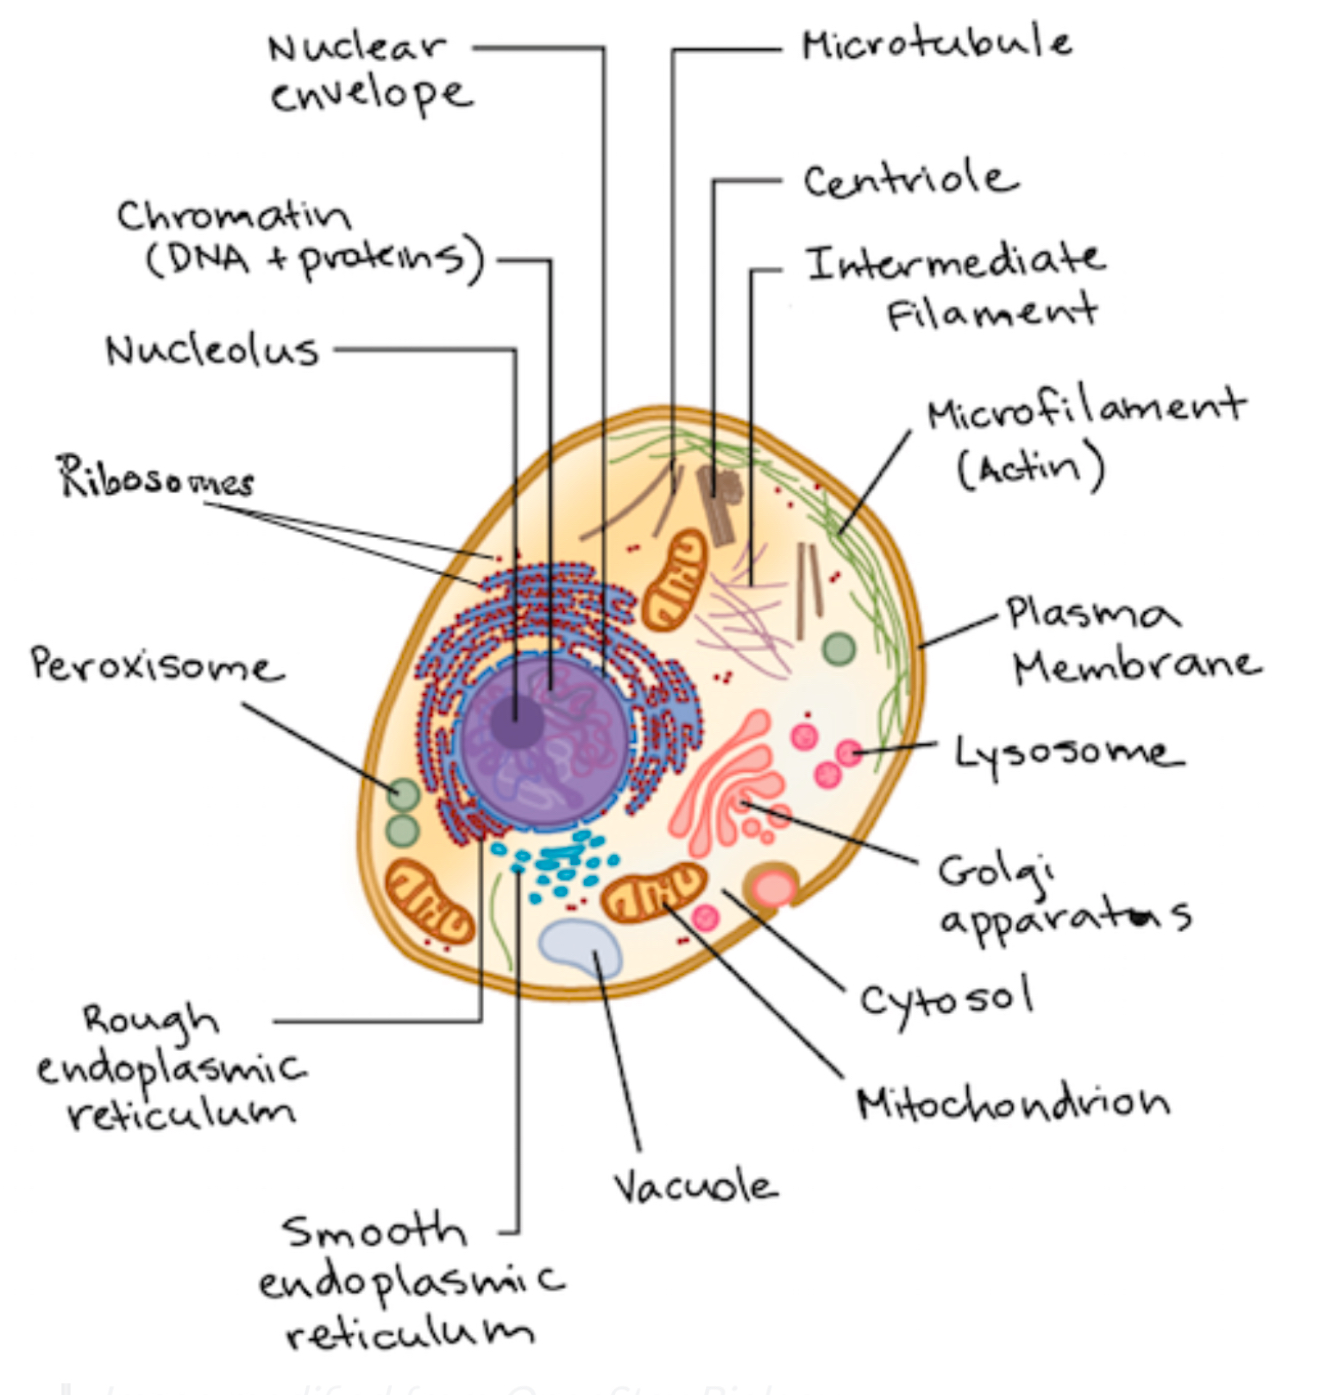 Nuclear
envelope
Microtubule
Centriole
Chromatin
(DNA + proteins)
Intermediate
Filament
Nucleolus
Microfilament
(Actin)
Ribosomes
Plasma
Membrane
Peroxisome
Lysosome
Golgi
apparatus
Cytosol
Rough
endoplasmic
reticulum
Mitochondrion
Vacuole
Smooth
endoplasmic
reticulum